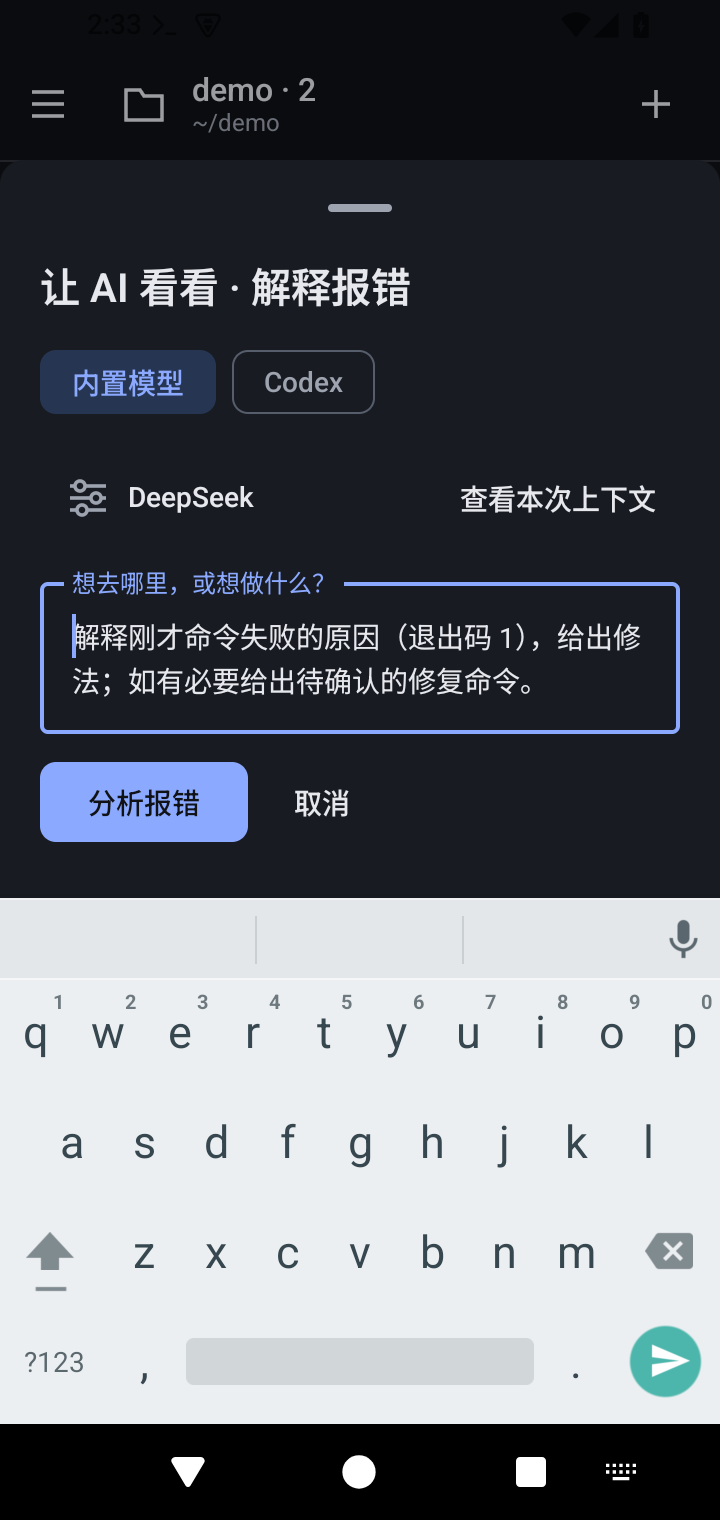 2:33
demo · 2
~/demo
让 AI 看看 · 解释报错
内置模型
Codex
DeepSeek
查看本次上下文
想去哪里，或想做什么？
解释刚才命令失败的原因（退出码 1），给出修
法；如有必要给出待确认的修复命令。
分析报错
取消
1 2 3 4 5 6 7 8 9 0
q w e r t y u i o p
a s d f g h j k l
z x c v b n m
?123 , .